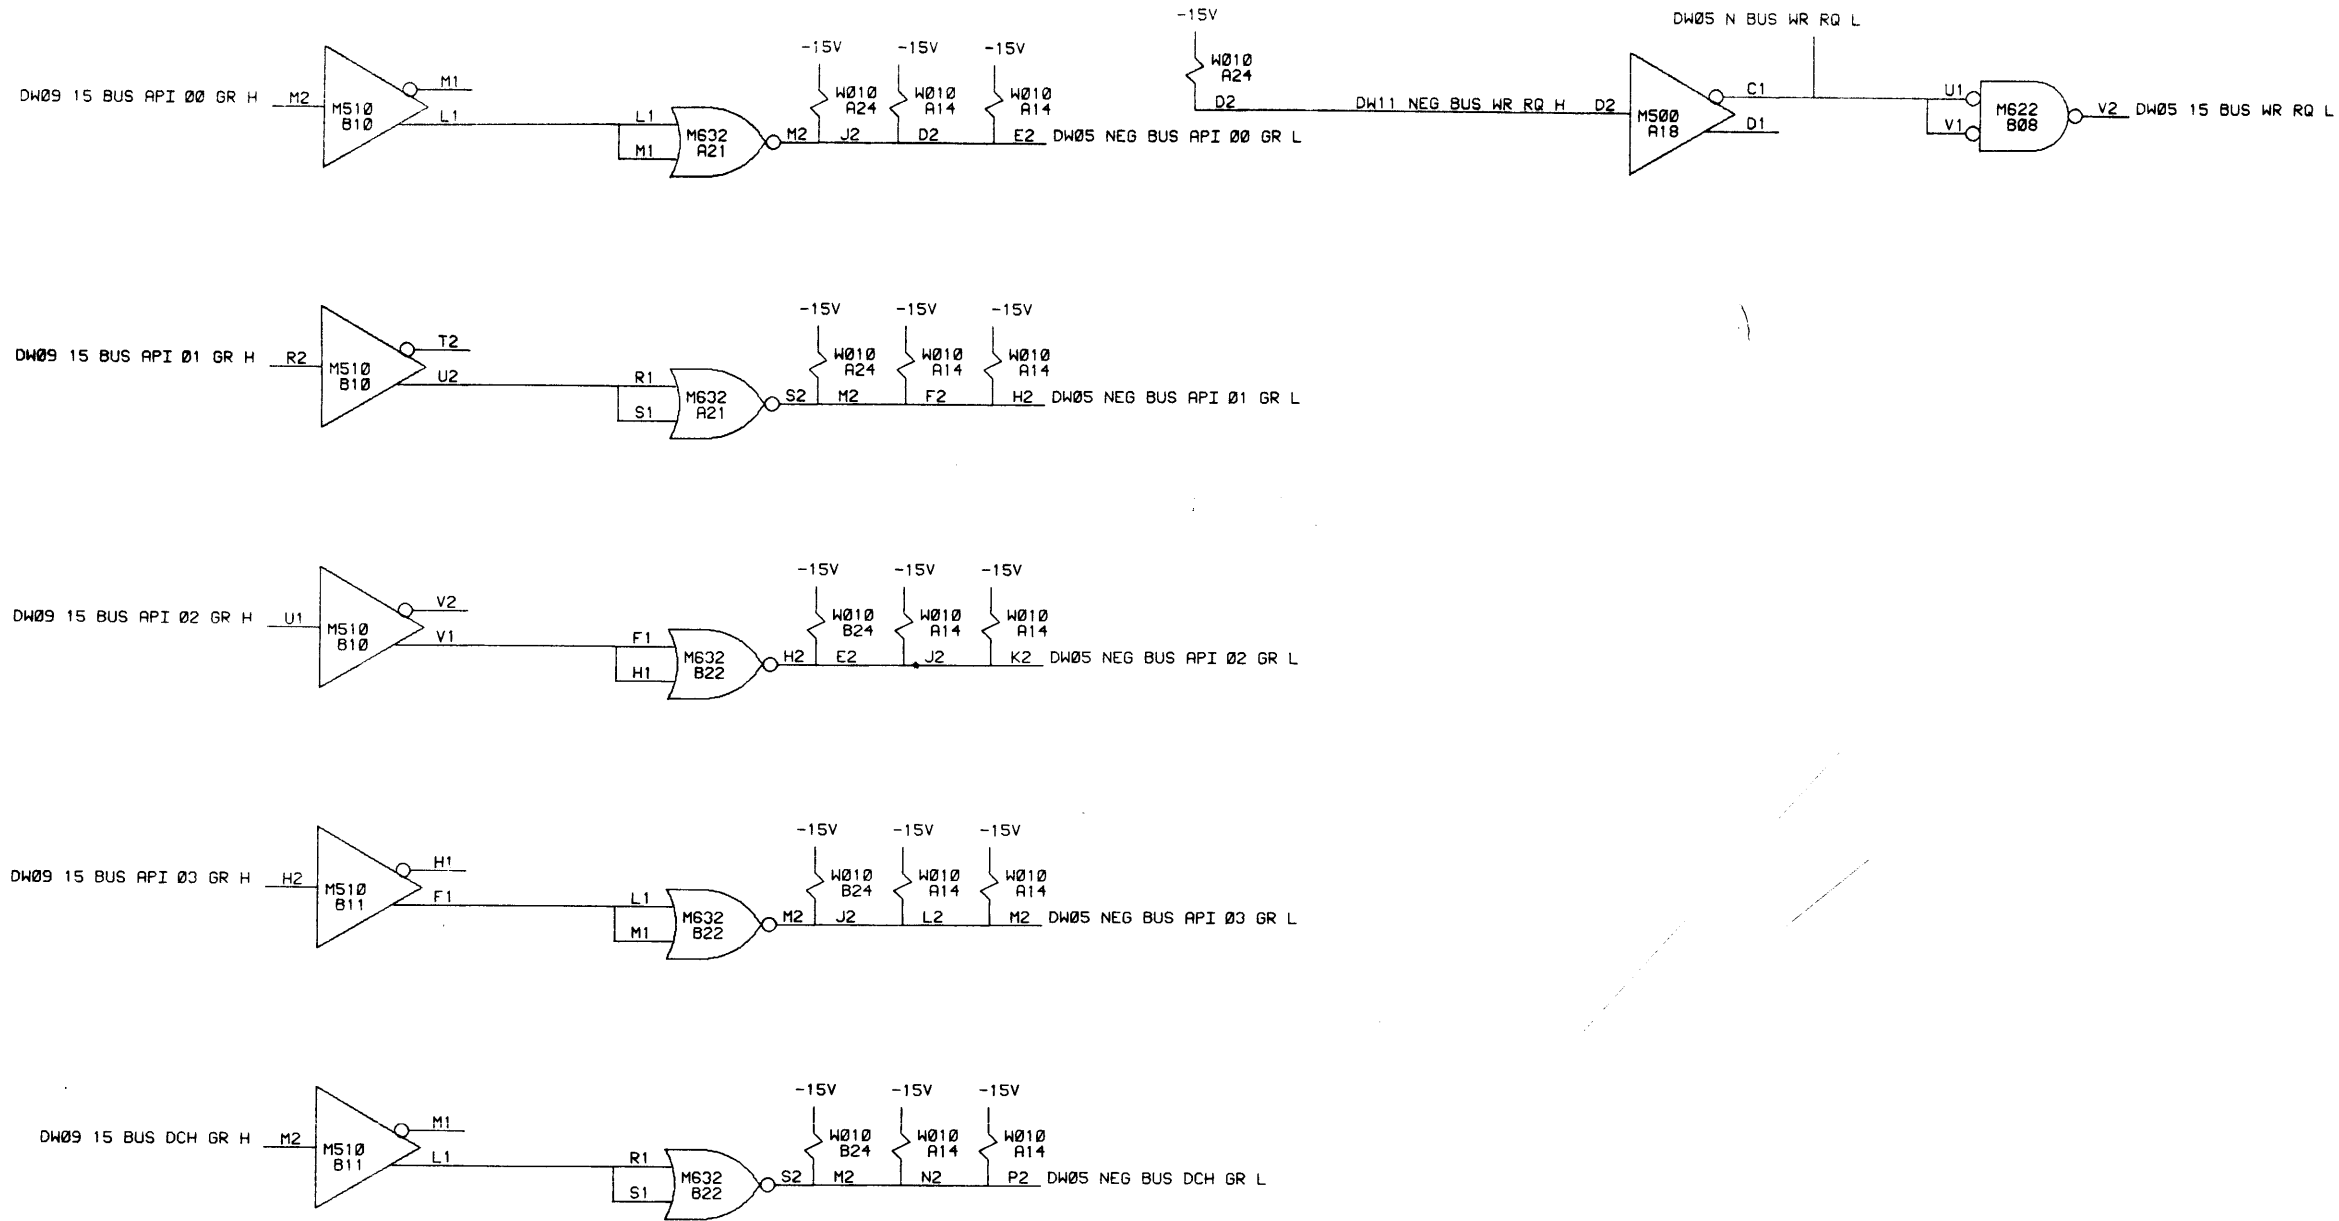 -15V
DW05 N BUS WR RQ L
-15V -15V -15V
W010 A24
DW09 15 BUS API 00 GR H M2 M510 B10 M1 L1
L1 M1 M632 A21 M2
W010 A24 J2
W010 A14 D2
W010 A14 E2
DW05 NEG BUS API 00 GR L
D2 DW11 NEG BUS WR RQ H D2
M500 A18 C1 D1
U1 V1 M622 B08 V2
DW05 15 BUS WR RQ L
-15V -15V -15V
DW09 15 BUS API 01 GR H R2 M510 B10 T2 U2
R1 S1 M632 A21 S2
W010 A24 M2
W010 A14 F2
W010 A14 H2
DW05 NEG BUS API 01 GR L
-15V -15V -15V
DW09 15 BUS API 02 GR H U1 M510 B10 V2 V1
F1 H1 M632 B22 H2
W010 B24 E2
W010 A14 J2
W010 A14 K2
DW05 NEG BUS API 02 GR L
-15V -15V -15V
DW09 15 BUS API 03 GR H H2 M510 B11 H1 F1
L1 M1 M632 B22 M2
W010 B24 J2
W010 A14 L2
W010 A14 M2
DW05 NEG BUS API 03 GR L
-15V -15V -15V
DW09 15 BUS DCH GR H M2 M510 B11 M1 L1
R1 S1 M632 B22 S2
W010 B24 M2
W010 A14 N2
W010 A14 P2
DW05 NEG BUS DCH GR L